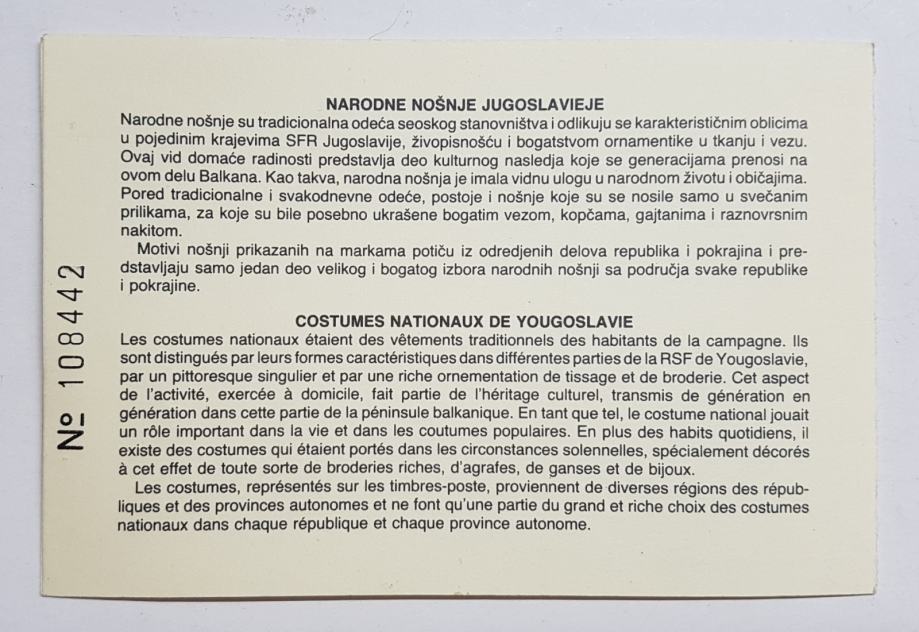 NARODNE NOŠNJE JUGOSLAVIEJE
Narodne nošnje su tradicionalna odeća seoskog stanovništva i odlikuju se karakterističnim oblicima
u pojedinim krajevima SFR Jugoslavije, živopisnošću i bogatstvom ornamentike u tkanju i vezu.
Ovaj vid domaće radinosti predstavlja deo kulturnog nasledja koje se generacijama prenosi na
ovom delu Balkana. Kao takva, narodna nošnja je imala vidnu ulogu u narodnom životu i običajima.
Pored tradicionalne i svakodnevne odeće, postoje i nošnje koje su se nosile samo u svečanim
prilikama, za koje su bile posebno ukrašene bogatim vezom, kopčama, gajtanima i raznovrsnim
nakitom.
Motivi nošnji prikazanih na markama potiču iz odredjenih delova republika i pokrajina i pre-
dstavljaju samo jedan deo velikog i bogatog izbora narodnih nošnji sa područja svake republike
i pokrajine.
COSTUMES NATIONAUX DE YOUGOSLAVIE
Les costumes nationaux étaient des vêtements traditionnels des habitants de la campagne. Ils
sont distingués par leurs formes caractéristiques dans différentes parties de la RSF de Yougoslavie,
par un pittoresque singulier et par une riche ornementation de tissage et de broderie. Cet aspect
de l'activité, exercée à domicile, fait partie de l'héritage culturel, transmis de génération en
génération dans cette partie de la péninsule balkanique. En tant que tel, le costume national jouait
un rôle important dans la vie et dans les coutumes populaires. En plus des habits quotidiens, il
existe des costumes qui étaient portés dans les circonstances solennelles, spécialement décorés
à cet effet de toute sorte de broderies riches, d'agrafes, de ganses et de bijoux.
Les costumes, représentés sur les timbres-poste, proviennent de diverses régions des répub-
liques et des provinces autonomes et ne font qu'une partie du grand et riche choix des costumes
nationaux dans chaque république et chaque province autonome.
№ 108442